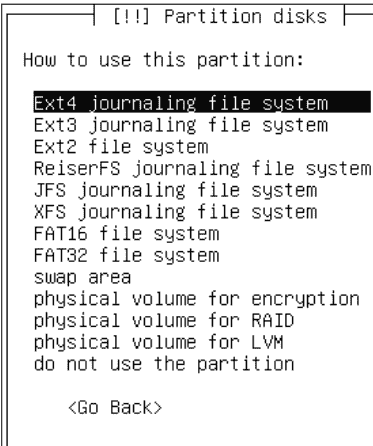 [!!] Partition disks
How to use this partition:
Ext4 journaling file system
Ext3 journaling file system
Ext2 file system
ReiserFS journaling file system
JFS journaling file system
XFS journaling file system
FAT16 file system
FAT32 file system
swap area
physical volume for encryption
physical volume for RAID
physical volume for LVM
do not use the partition
<Go Back>